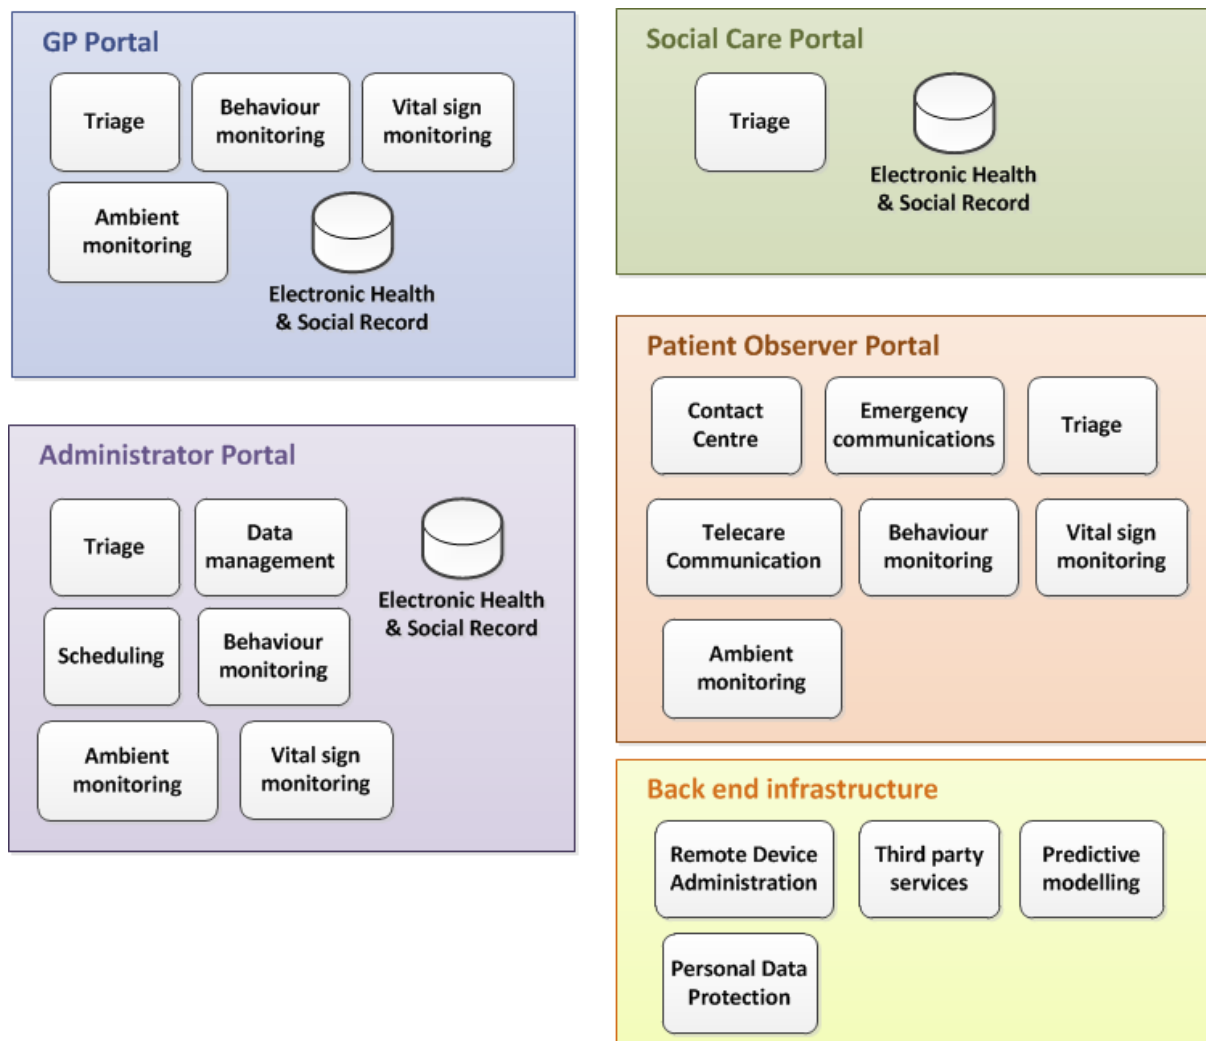 GP Portal
Triage
Behaviour
monitoring
Vital sign
monitoring
Ambient
monitoring
Electronic Health
& Social Record
Social Care Portal
Triage
Electronic Health
& Social Record
Administrator Portal
Triage
Data
management
Electronic Health
& Social Record
Scheduling
Behaviour
monitoring
Ambient
monitoring
Vital sign
monitoring
Patient Observer Portal
Contact
Centre
Emergency
communications
Triage
Telecare
Communication
Behaviour
monitoring
Vital sign
monitoring
Ambient
monitoring
Back end infrastructure
Remote Device
Administration
Third party
services
Predictive
modelling
Personal Data
Protection